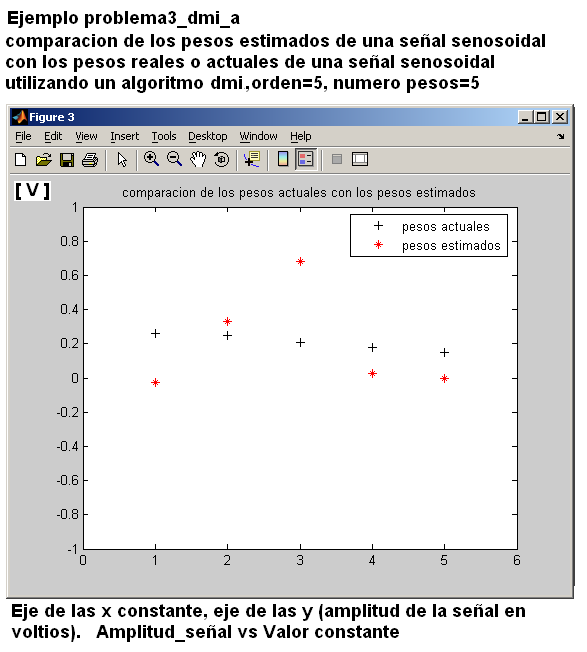 Ejemplo problema3_dmi_a
comparacion de los pesos estimados de una señal senosoidal
con los pesos reales o actuales de una señal senosoidal
utilizando un algoritmo dmi,orden=5, numero pesos=5
Figure 3
File Edit View Insert Tools Desktop Window Help
[ V ]
comparacion de los pesos actuales con los pesos estimados
pesos actuales
pesos estimados
1
0.8
0.6
0.4
0.2
0
-0.2
-0.4
-0.6
-0.8
-1
0 1 2 3 4 5 6
Eje de las x constante, eje de las y (amplitud de la señal en
voltios). Amplitud_señal vs Valor constante